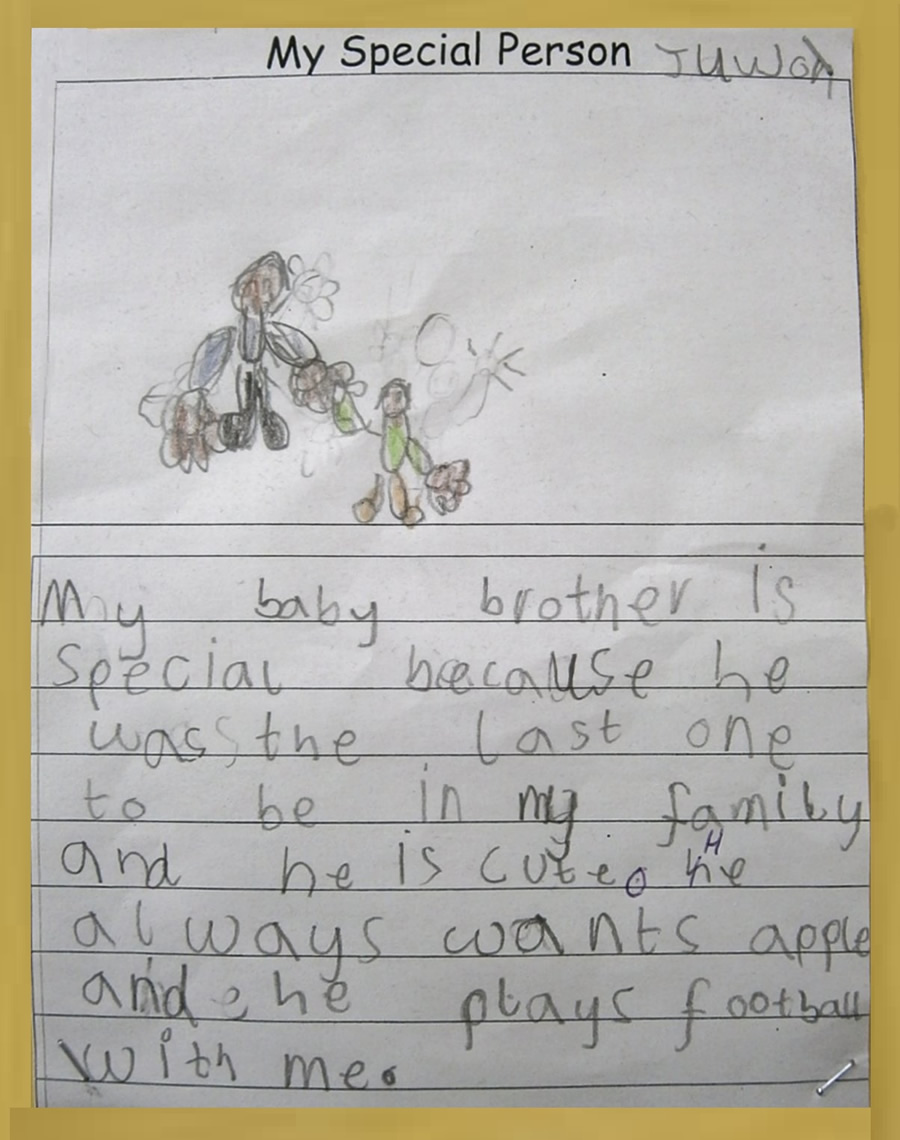 My Special Person Juwon
My baby brother is
special because he
was the last one
to be in my family
and he is cute. He
always wants apple
and he plays football
with me.